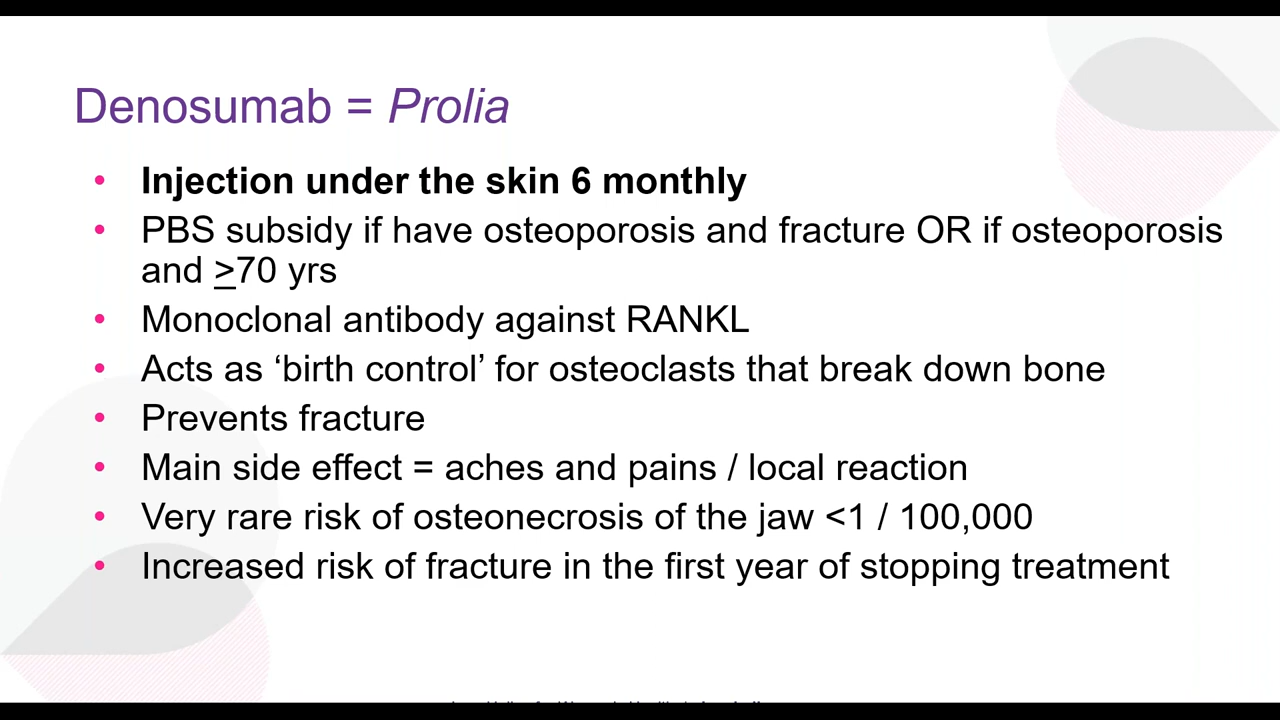 Denosumab = Prolia
• Injection under the skin 6 monthly
• PBS subsidy if have osteoporosis and fracture OR if osteoporosis
and ≥70 yrs
• Monoclonal antibody against RANKL
• Acts as ‘birth control’ for osteoclasts that break down bone
• Prevents fracture
• Main side effect = aches and pains / local reaction
• Very rare risk of osteonecrosis of the jaw <1 / 100,000
• Increased risk of fracture in the first year of stopping treatment